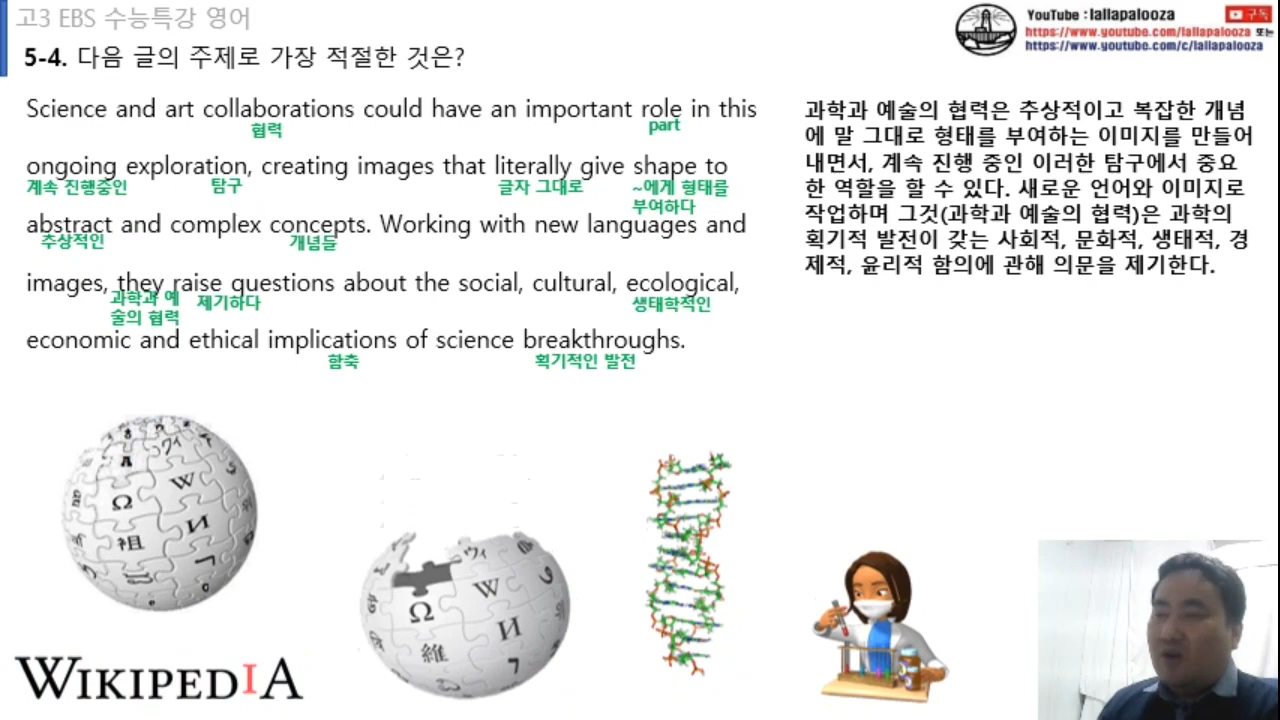 고3 EBS 수능특강 영어
5-4. 다음 글의 주제로 가장 적절한 것은?
YouTube : lallapalooza
구독
https://www.youtube.com/lallapalooza 또는
https://www.youtube.com/c/lallapalooza
Science and art collaborations could have an important role in this
협력 part
ongoing exploration, creating images that literally give shape to
계속 진행중인 탐구 글자 그대로 ~에게 형태를
부여하다
abstract and complex concepts. Working with new languages and
추상적인 개념들
images, they raise questions about the social, cultural, ecological,
과학과 예 제기하다 생태학적인
술의 협력
economic and ethical implications of science breakthroughs.
함축 획기적인 발전
과학과 예술의 협력은 추상적이고 복잡한 개념
에 말 그대로 형태를 부여하는 이미지를 만들어
내면서, 계속 진행 중인 이러한 탐구에서 중요
한 역할을 할 수 있다. 새로운 언어와 이미지로
작업하며 그것(과학과 예술의 협력)은 과학의
획기적 발전이 갖는 사회적, 문화적, 생태적, 경
제적, 윤리적 함의에 관해 의문을 제기한다.
Ω W И 祖
Ω W И 維
WIKIPEDIA